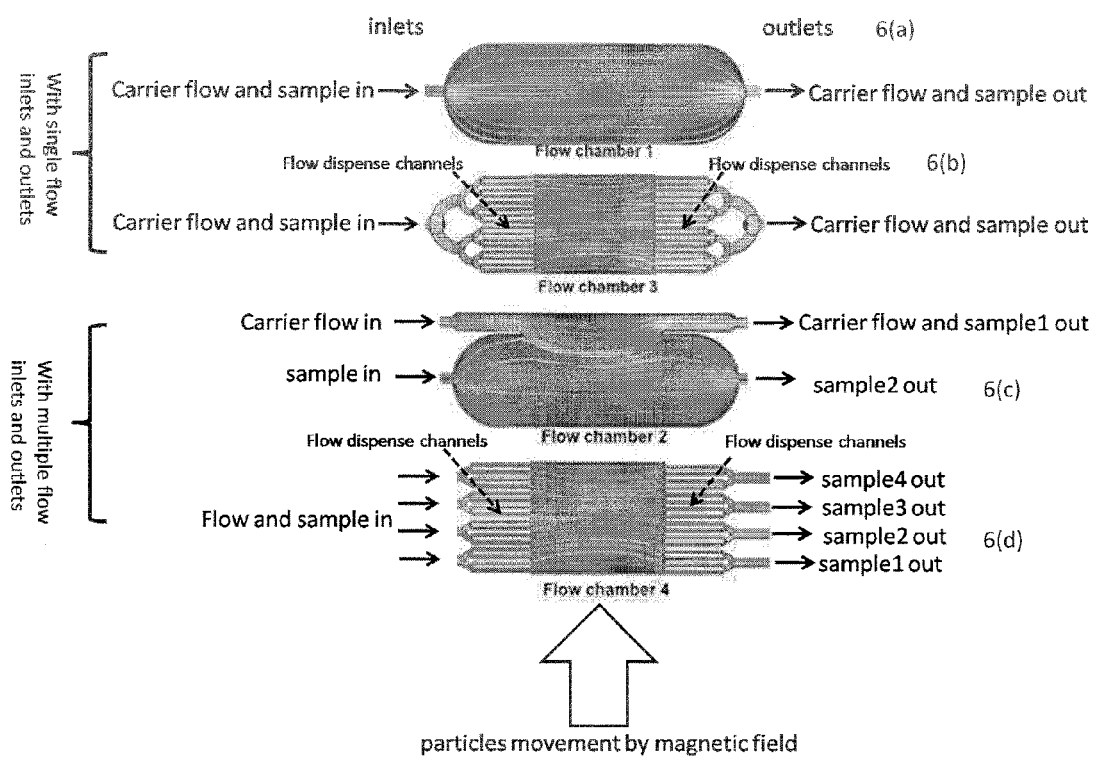 inlets
outlets
6(a)
With single flow
inlets and outlets
Carrier flow and sample in
Carrier flow and sample out
Flow chamber 1
Flow dispense channels
Flow dispense channels
6(b)
Carrier flow and sample in
Carrier flow and sample out
Flow chamber 3
With multiple flow
inlets and outlets
Carrier flow in
Carrier flow and sample1 out
sample in
sample2 out
6(c)
Flow chamber 2
Flow dispense channels
Flow dispense channels
Flow and sample in
sample4 out
sample3 out
sample2 out
sample1 out
6(d)
Flow chamber 4
particles movement by magnetic field